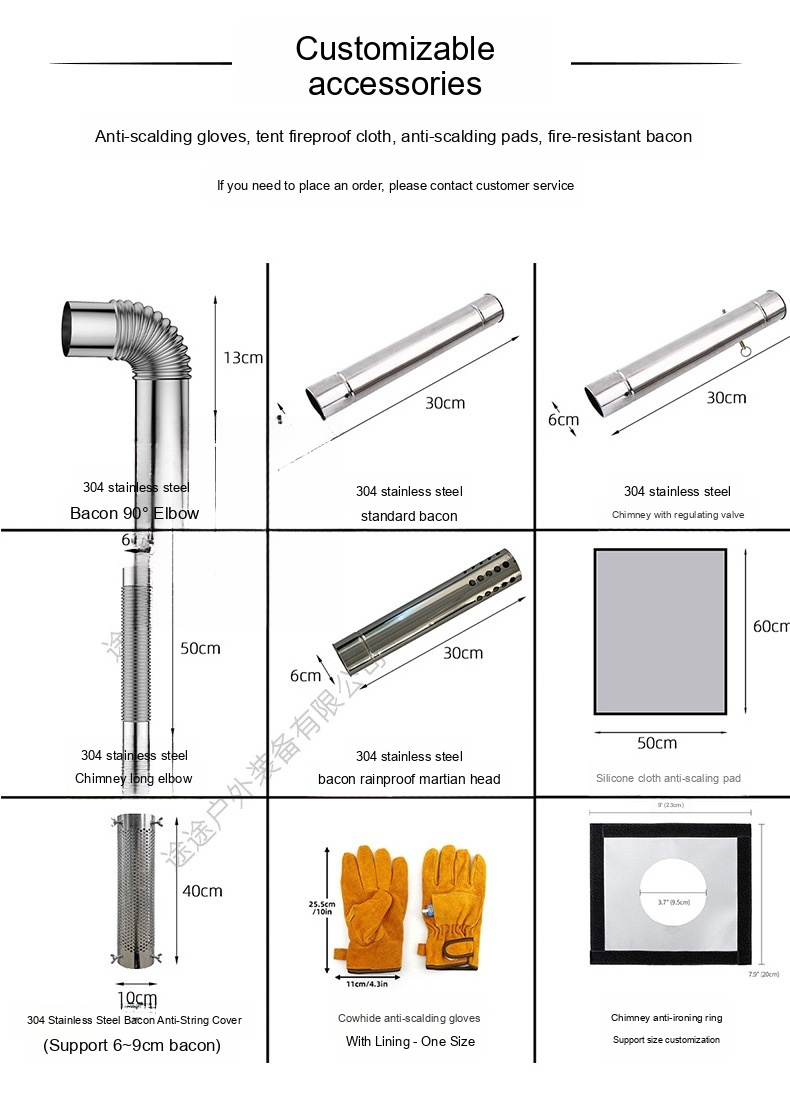 Customizable
accessories
Anti-scalding gloves, tent fireproof cloth, anti-scalding pads, fire-resistant bacon
If you need to place an order, please contact customer service
13cm
304 stainless steel
Bacon 90° Elbow
30cm
304 stainless steel
standard bacon
6cm
30cm
304 stainless steel
Chimney with regulating valve
50cm
304 stainless steel
Chimney long elbow
6cm
30cm
304 stainless steel
bacon rainproof martian head
60cm
50cm
Silicone cloth anti-scaling pad
40cm
10cm
304 Stainless Steel Bacon Anti-String Cover
(Support 6~9cm bacon)
25.5cm
/10in
11cm/4.3in
Cowhide anti-scalding gloves
With Lining - One Size
9" (23cm)
3.7" (9.5cm)
7.9" (20cm)
Chimney anti-ironing ring
Support size customization
途途户外装备有限公司
途